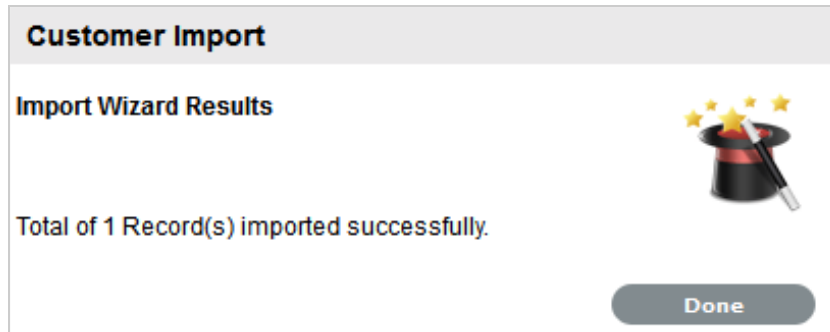 Customer Import
Import Wizard Results
Total of 1 Record(s) imported successfully.
Done